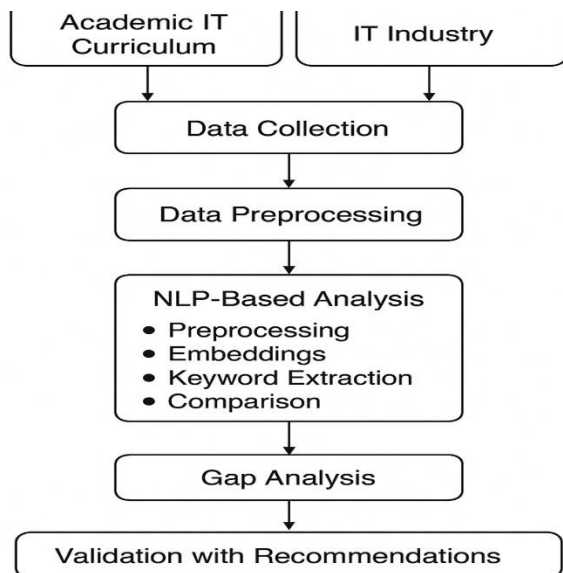 Academic IT
Curriculum
IT Industry
Data Collection
Data Preprocessing
NLP-Based Analysis
• Preprocessing
• Embeddings
• Keyword Extraction
• Comparison
Gap Analysis
Validation with Recommendations